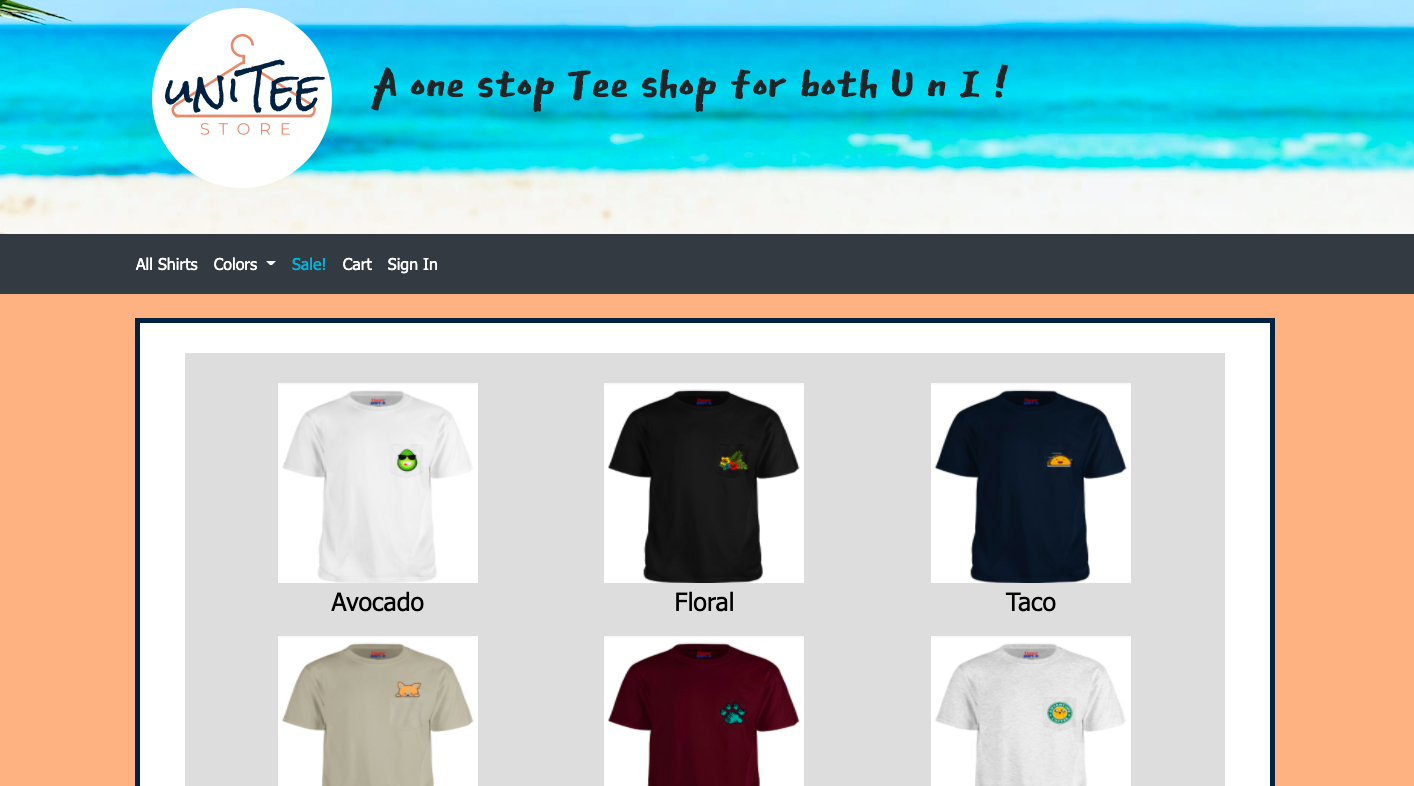 uNiTEE
STORE
A one stop Tee shop for both U n I !
All Shirts Colors Sale! Cart Sign In
Avocado Floral Taco